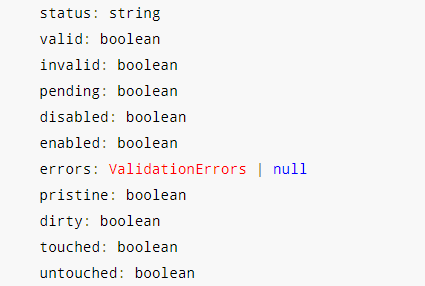 status: string
valid: boolean
invalid: boolean
pending: boolean
disabled: boolean
enabled: boolean
errors: ValidationErrors | null
pristine: boolean
dirty: boolean
touched: boolean
untouched: boolean